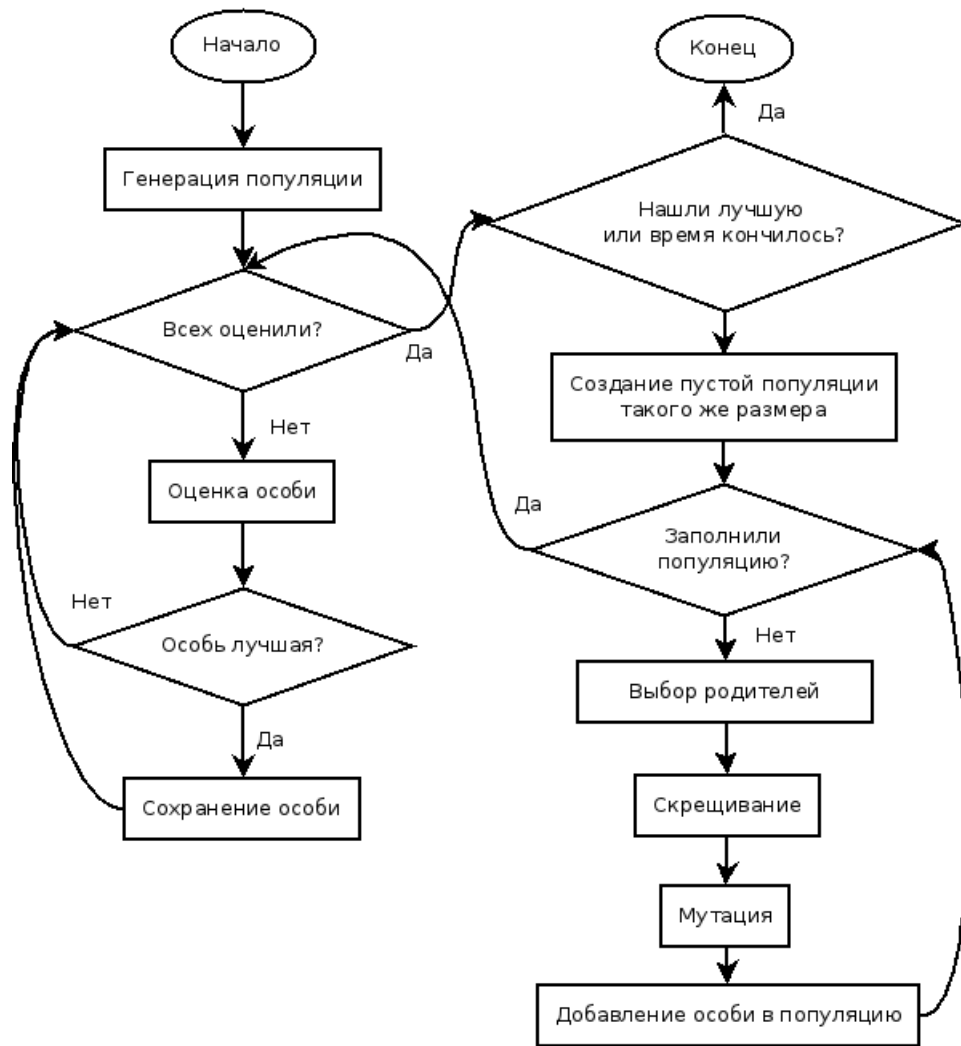 Начало
Генерация популяции
Всех оценили?
Да
Нет
Оценка особи
Нет
Особь лучшая?
Да
Сохранение особи
Конец
Да
Нашли лучшую
или время кончилось?
Создание пустой популяции
такого же размера
Да
Заполнили
популяцию?
Нет
Выбор родителей
Скрещивание
Мутация
Добавление особи в популяцию